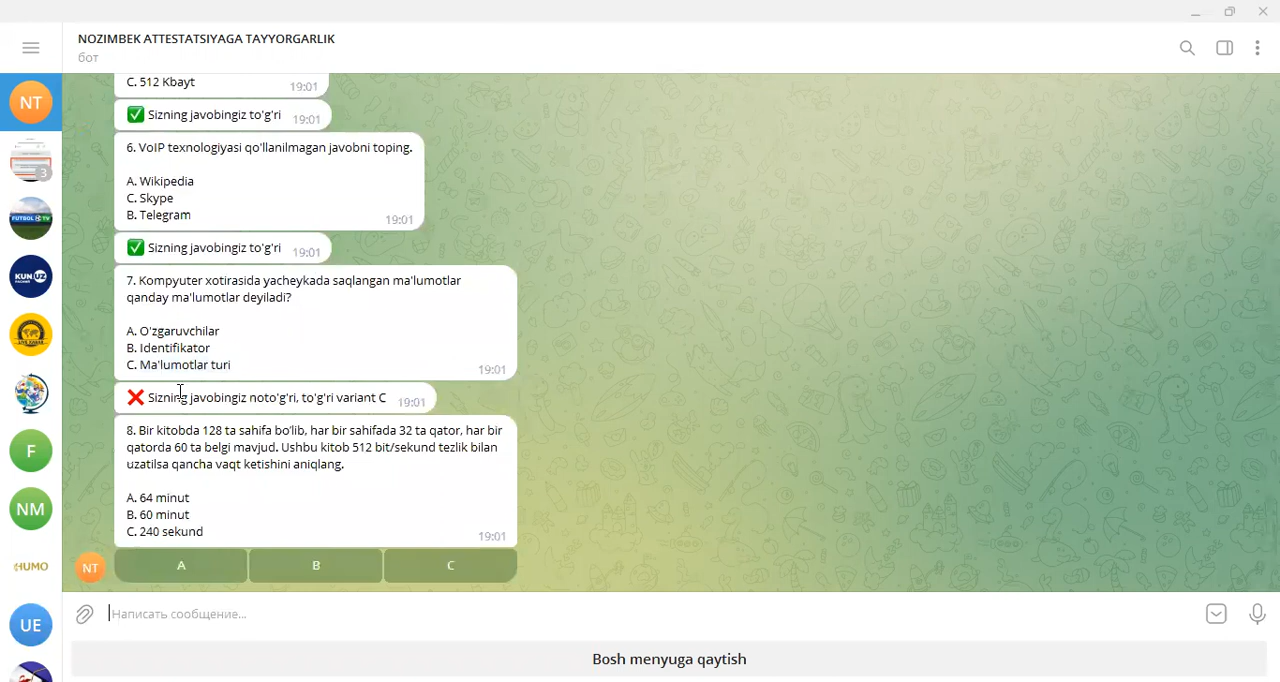 NOZIMBEK ATTESTATSIYAGA TAYYORGARLIK
бот
NT
3
FUTBOL TV
KUN UZ
F
NM
HUMO
UE
C. 512 Kbayt
19:01
Sizning javobingiz to'g'ri
19:01
6. VoIP texnologiyasi qo'llanilmagan javobni toping.
A. Wikipedia
C. Skype
B. Telegram
19:01
Sizning javobingiz to'g'ri
19:01
7. Kompyuter xotirasida yacheykada saqlangan ma'lumotlar
qanday ma'lumotlar deyiladi?
A. O'zgaruvchilar
B. Identifikator
C. Ma'lumotlar turi
19:01
Sizning javobingiz noto'g'ri, to'g'ri variant C
19:01
8. Bir kitobda 128 ta sahifa bo'lib, har bir sahifada 32 ta qator, har bir
qatorda 60 ta belgi mavjud. Ushbu kitob 512 bit/sekund tezlik bilan
uzatilsa qancha vaqt ketishini aniqlang.
A. 64 minut
B. 60 minut
C. 240 sekund
19:01
NT
A
B
C
Написать сообщение...
Bosh menyuga qaytish